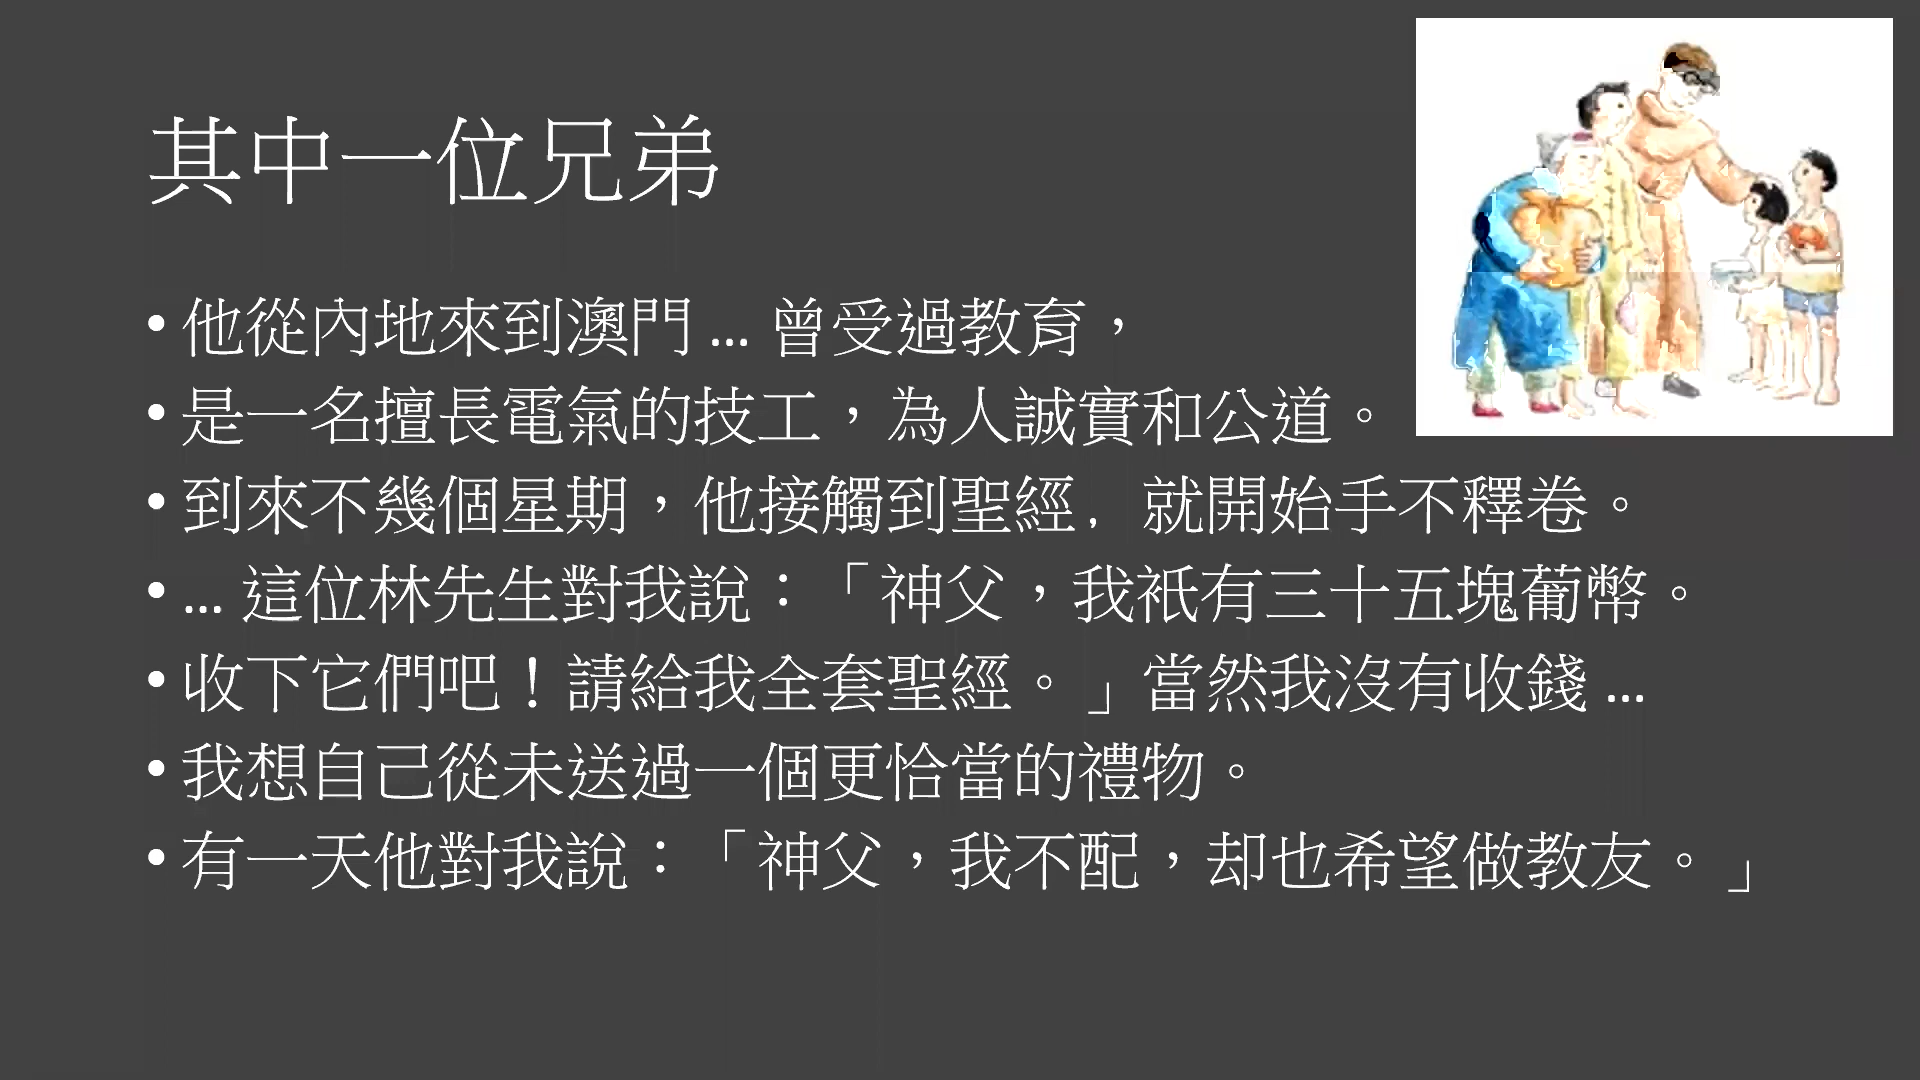 其中一位兄弟
• 他從內地來到澳門 ... 曾受過教育，
• 是一名擅長電氣的技工，為人誠實和公道。
• 到來不幾個星期，他接觸到聖經, 就開始手不釋卷。
• ... 這位林先生對我說：「神父，我祇有三十五塊葡幣。
• 收下它們吧！請給我全套聖經。」當然我沒有收錢 ...
• 我想自己從未送過一個更恰當的禮物。
• 有一天他對我說：「神父，我不配，却也希望做教友。」